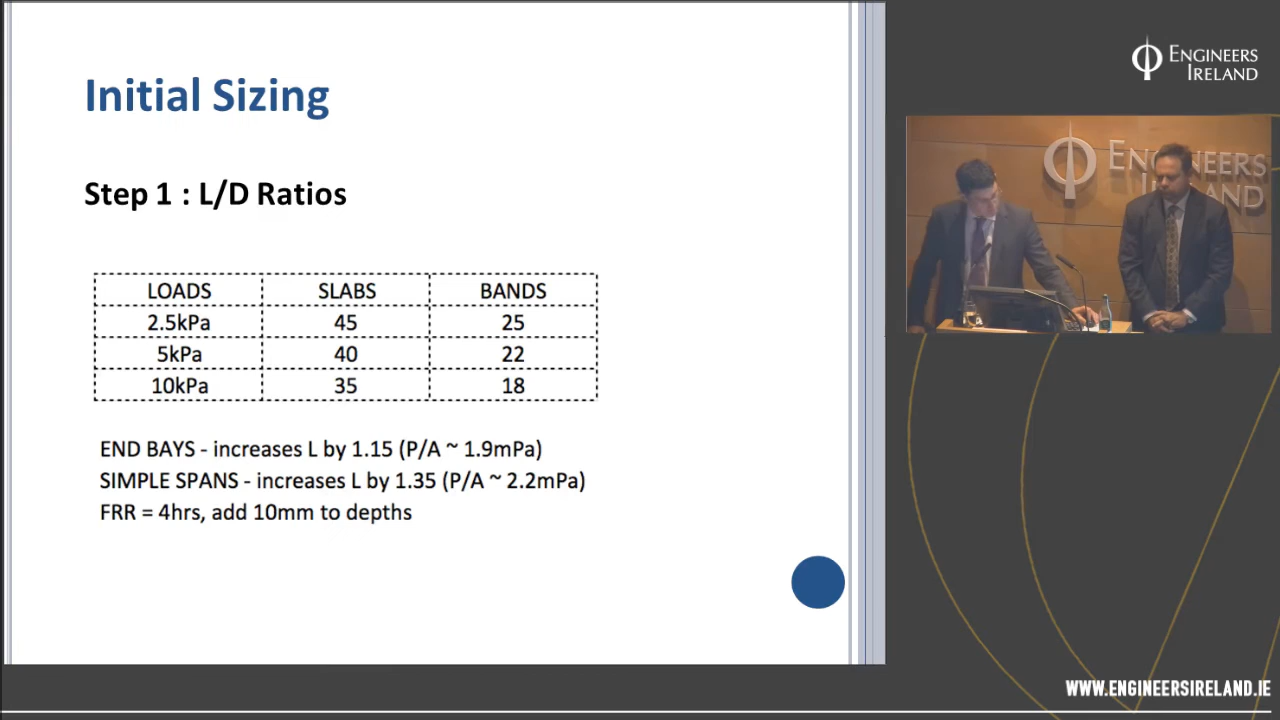 Initial Sizing
Step 1 : L/D Ratios
LOADS SLABS BANDS
2.5kPa 45 25
5kPa 40 22
10kPa 35 18
END BAYS - increases L by 1.15 (P/A ~ 1.9mPa)
SIMPLE SPANS - increases L by 1.35 (P/A ~ 2.2mPa)
FRR = 4hrs, add 10mm to depths
ENGINEERS
IRELAND
ENGINEERS
IRELAND
WWW.ENGINEERSIRELAND.IE